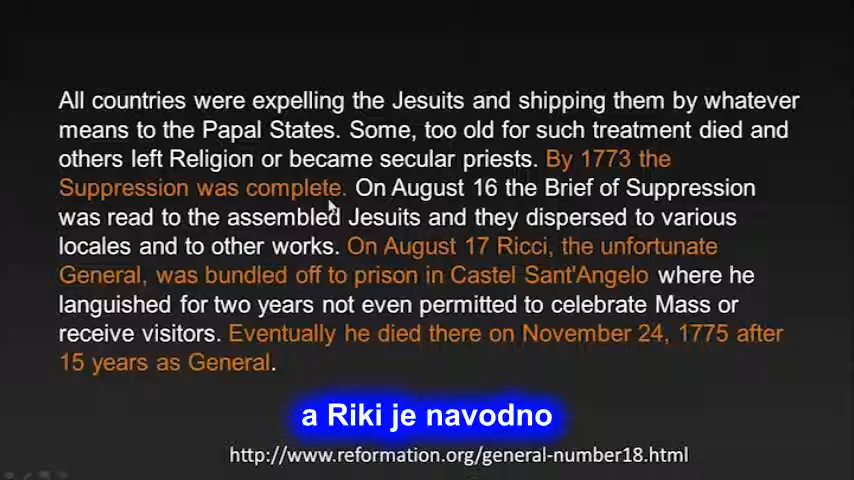 All countries were expelling the Jesuits and shipping them by whatever
means to the Papal States. Some, too old for such treatment died and
others left Religion or became secular priests. By 1773 the
Suppression was complete. On August 16 the Brief of Suppression
was read to the assembled Jesuits and they dispersed to various
locales and to other works. On August 17 Ricci, the unfortunate
General, was bundled off to prison in Castel Sant'Angelo where he
languished for two years not even permitted to celebrate Mass or
receive visitors. Eventually he died there on November 24, 1775 after
15 years as General.
a Riki je navodno
http://www.reformation.org/general-number18.html